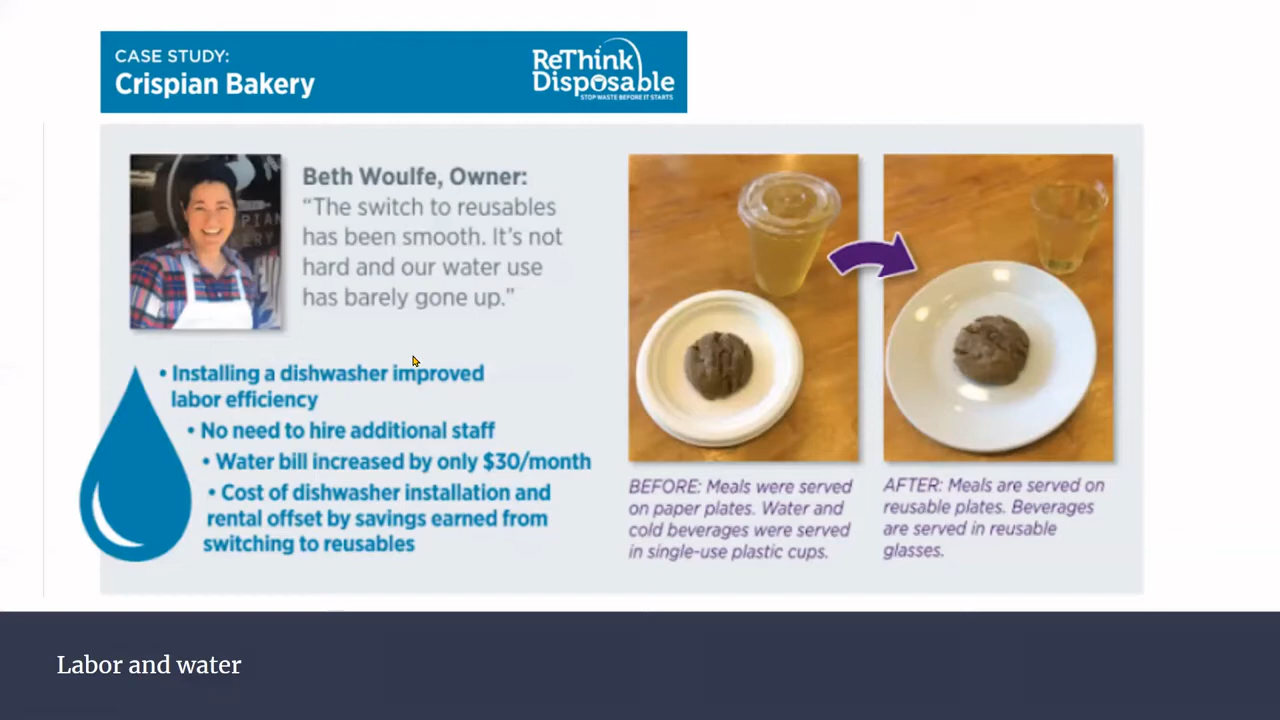 CASE STUDY:
Crispian Bakery
ReThink
Disposable
STOP WASTE BEFORE IT STARTS
Beth Woulfe, Owner:
“The switch to reusables
has been smooth. It’s not
hard and our water use
has barely gone up.”
• Installing a dishwasher improved
labor efficiency
• No need to hire additional staff
• Water bill increased by only $30/month
• Cost of dishwasher installation and
rental offset by savings earned from
switching to reusables
BEFORE: Meals were served
on paper plates. Water and
cold beverages were served
in single-use plastic cups.
AFTER: Meals are served on
reusable plates. Beverages
are served in reusable
glasses.
Labor and water